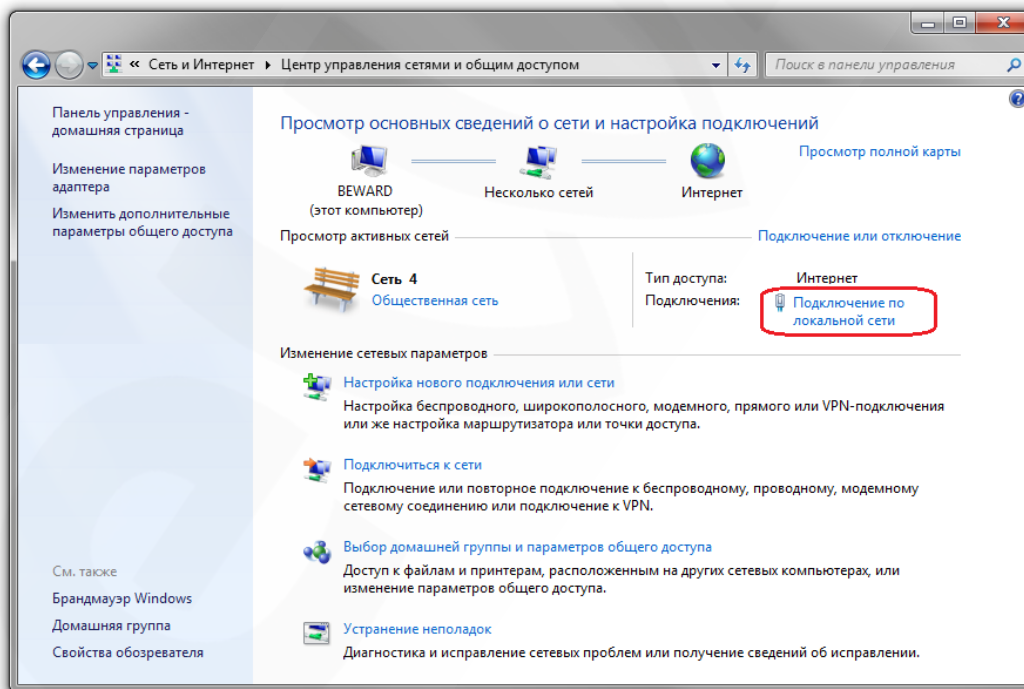 « Сеть и Интернет ▸ Центр управления сетями и общим доступом
Поиск в панели управления
Панель управления -
домашняя страница
Изменение параметров
адаптера
Изменить дополнительные
параметры общего доступа
См. также
Брандмауэр Windows
Домашняя группа
Свойства обозревателя
Просмотр основных сведений о сети и настройка подключений
Просмотр полной карты
BEWARD
(этот компьютер)
Несколько сетей
Интернет
Просмотр активных сетей
Подключение или отключение
Сеть 4
Общественная сеть
Тип доступа: Интернет
Подключения: Подключение по
локальной сети
Изменение сетевых параметров
Настройка нового подключения или сети
Настройка беспроводного, широкополосного, модемного, прямого или VPN-подключения
или же настройка маршрутизатора или точки доступа.
Подключиться к сети
Подключение или повторное подключение к беспроводному, проводному, модемному
сетевому соединению или подключение к VPN.
Выбор домашней группы и параметров общего доступа
Доступ к файлам и принтерам, расположенным на других сетевых компьютерах, или
изменение параметров общего доступа.
Устранение неполадок
Диагностика и исправление сетевых проблем или получение сведений об исправлении.